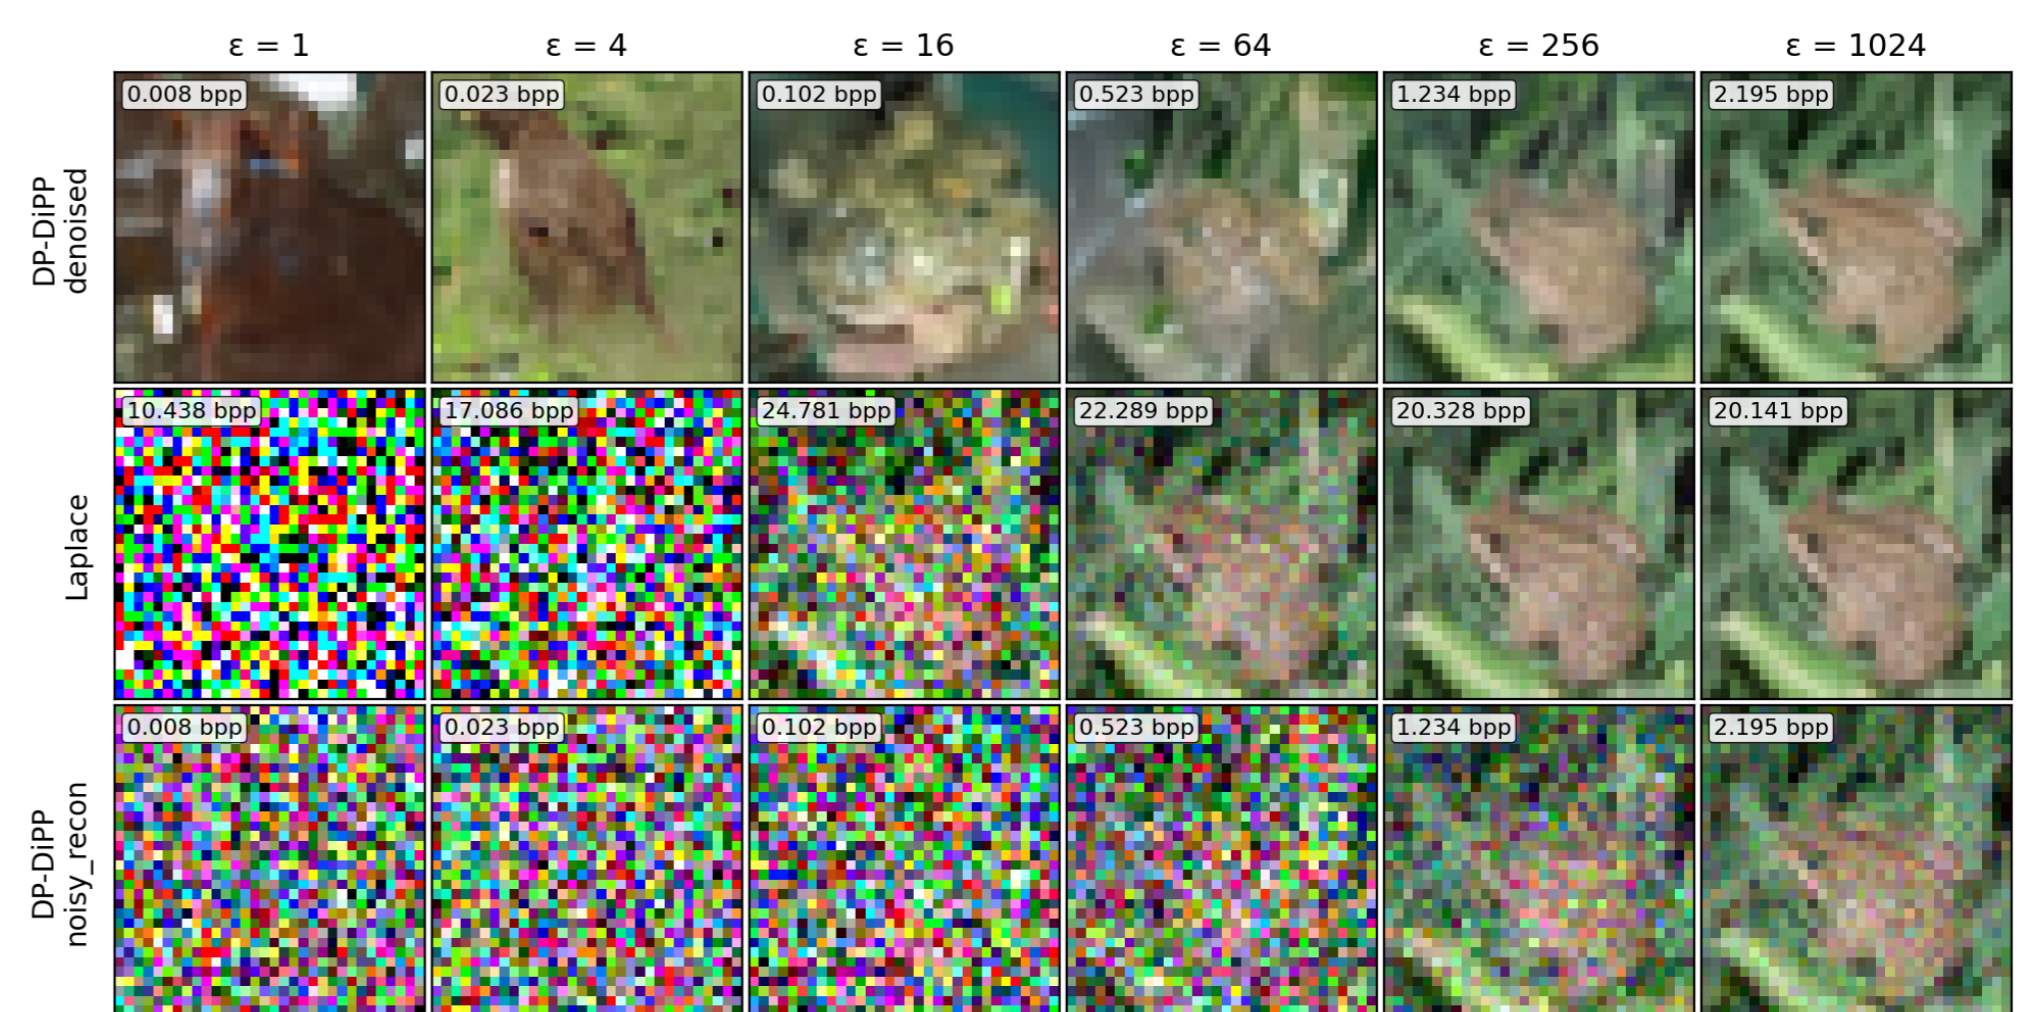 ε = 1 ε = 4 ε = 16 ε = 64 ε = 256 ε = 1024
DP-DiPP
denoised
0.008 bpp 0.023 bpp 0.102 bpp 0.523 bpp 1.234 bpp 2.195 bpp
Laplace
10.438 bpp 17.086 bpp 24.781 bpp 22.289 bpp 20.328 bpp 20.141 bpp
DP-DiPP
noisy_recon
0.008 bpp 0.023 bpp 0.102 bpp 0.523 bpp 1.234 bpp 2.195 bpp